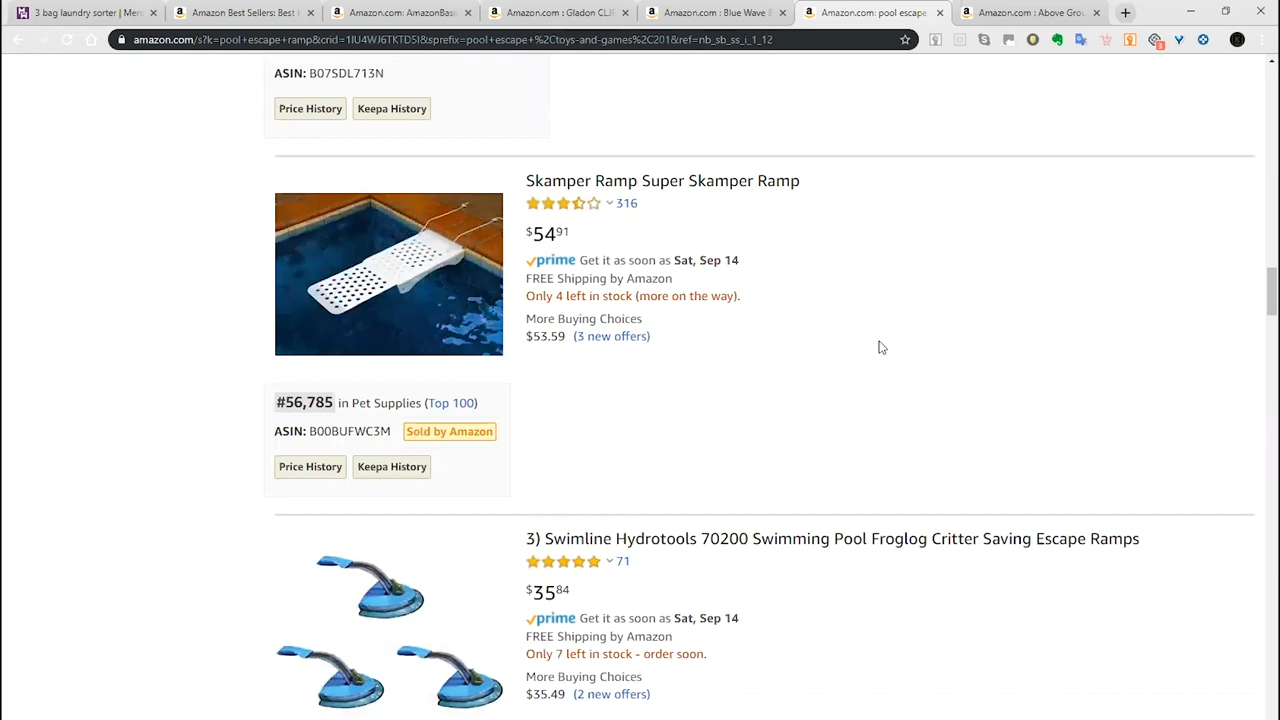 3 bag laundry sorter | Merc
Amazon Best Sellers: Best
Amazon.com: AmazonBasi
Amazon.com : Gladon CLIF
Amazon.com : Blue Wave 8
Amazon.com: pool escape
Amazon.com : Above Grou
amazon.com/s?k=pool+escape+ramp&crid=1IU4WJ6TKTD5I&sprefix=pool+escape+%2Ctoys-and-games%2C201&ref=nb_sb_ss_i_1_12
ASIN: B07SDL713N
Price History Keepa History
Skamper Ramp Super Skamper Ramp
316
$54.91
prime Get it as soon as Sat, Sep 14
FREE Shipping by Amazon
Only 4 left in stock (more on the way).
More Buying Choices
$53.59 (3 new offers)
#56,785 in Pet Supplies (Top 100)
ASIN: B00BUFWC3M Sold by Amazon
Price History Keepa History
3) Swimline Hydrotools 70200 Swimming Pool Froglog Critter Saving Escape Ramps
71
$35.84
prime Get it as soon as Sat, Sep 14
FREE Shipping by Amazon
Only 7 left in stock - order soon.
More Buying Choices
$35.49 (2 new offers)